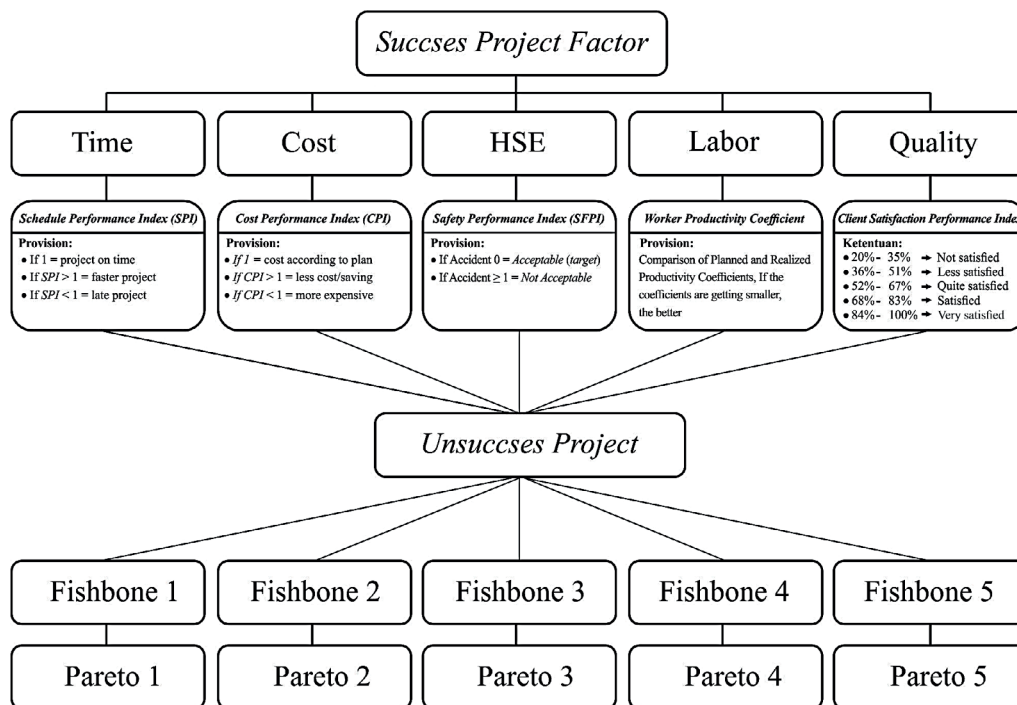 Succses Project Factor
Time
Cost
HSE
Labor
Quality
Schedule Performance Index (SPI)
Provision:
• If 1 = project on time
• If SPI > 1 = faster project
• If SPI < 1 = late project
Cost Performance Index (CPI)
Provision:
• If 1 = cost according to plan
• If CPI > 1 = less cost/saving
• If CPI < 1 = more expensive
Safety Performance Index (SFPI)
Provision:
• If Accident 0 = Acceptable (target)
• If Accident ≥ 1 = Not Acceptable
Worker Productivity Coefficient
Provision:
Comparison of Planned and Realized
Productivity Coefficients, If the
coefficients are getting smaller,
the better
Client Satisfaction Performance Index
Ketentuan:
• 20%- 35% ➔ Not satisfied
• 36%- 51% ➔ Less satisfied
• 52%- 67% ➔ Quite satisfied
• 68%- 83% ➔ Satisfied
• 84%- 100% ➔ Very satisfied
Unsuccses Project
Fishbone 1
Fishbone 2
Fishbone 3
Fishbone 4
Fishbone 5
Pareto 1
Pareto 2
Pareto 3
Pareto 4
Pareto 5